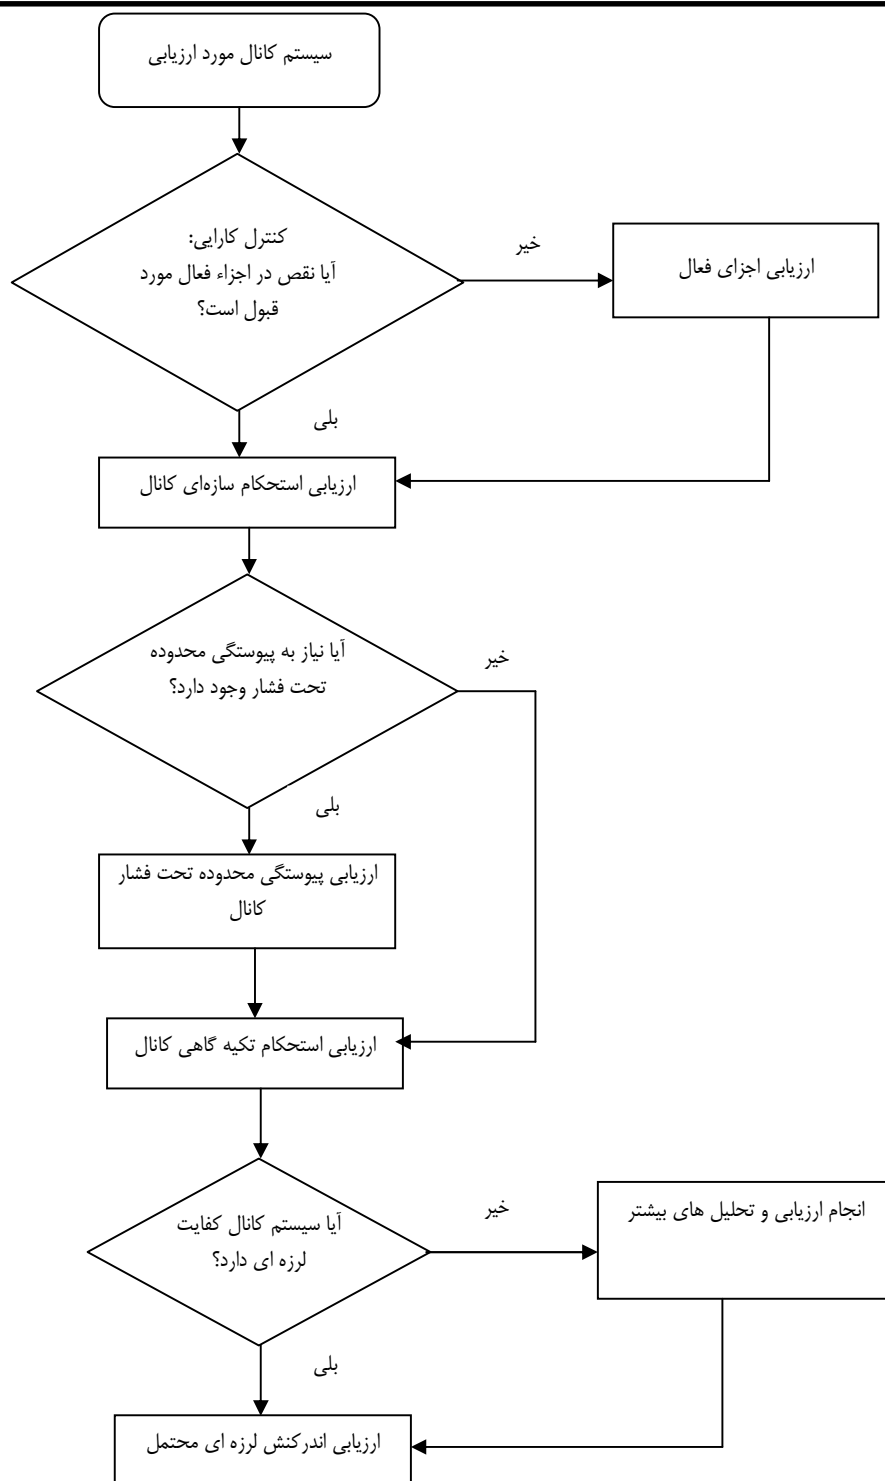 سیستم کانال مورد ارزیابی
کنترل کارایی:
آیا نقص در اجزاء فعال مورد
قبول است؟
خیر
ارزیابی اجزای فعال
بلی
ارزیابی استحکام سازه‌ای کانال
آیا نیاز به پیوستگی محدوده
تحت فشار وجود دارد؟
خیر
بلی
ارزیابی پیوستگی محدوده تحت فشار
کانال
ارزیابی استحکام تکیه گاهی کانال
آیا سیستم کانال کفایت
لرزه ای دارد؟
خیر
انجام ارزیابی و تحلیل های بیشتر
بلی
ارزیابی اندرکنش لرزه ای محتمل